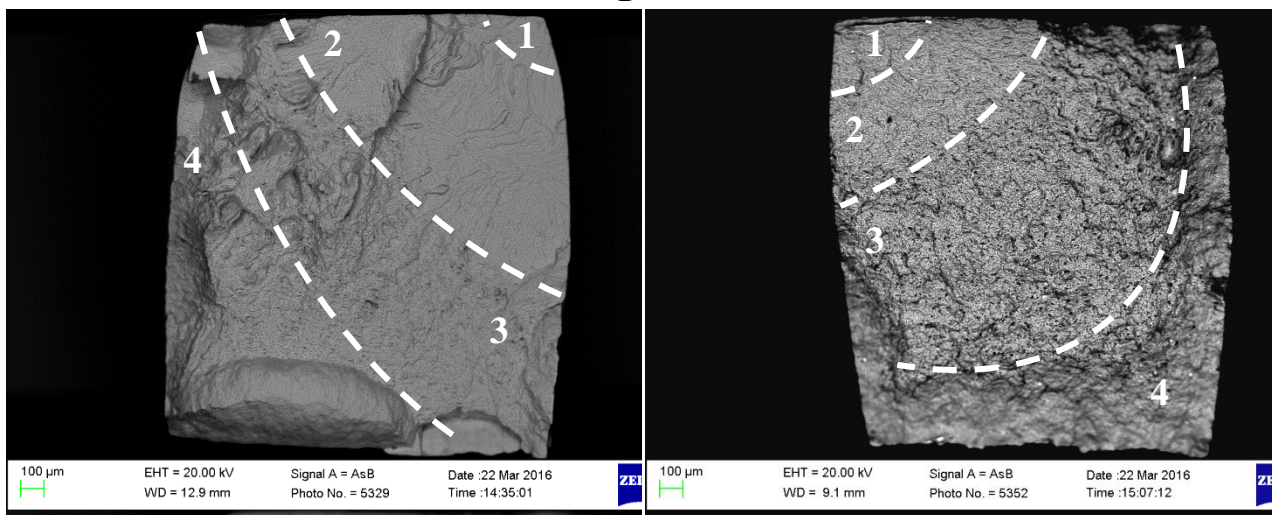 1
2
3
4
100 µm
EHT = 20.00 kV
Signal A = AsB
Date :22 Mar 2016
WD = 12.9 mm
Photo No. = 5329
Time :14:35:01
1
2
3
4
100 µm
EHT = 20.00 kV
Signal A = AsB
Date :22 Mar 2016
WD = 9.1 mm
Photo No. = 5352
Time :15:07:12